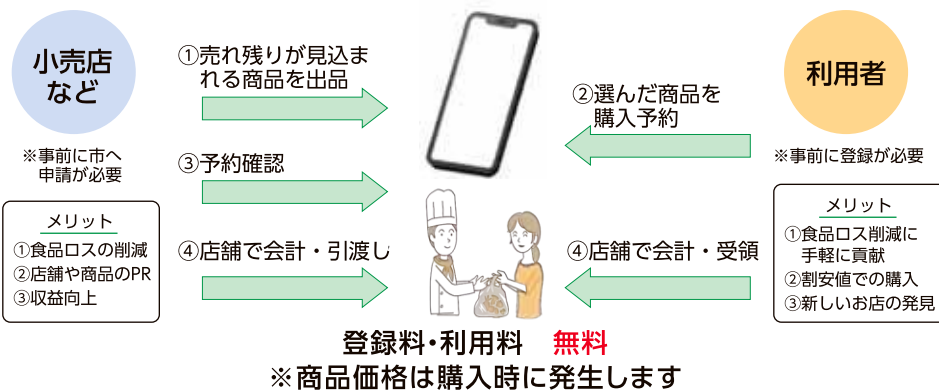 小売店
など
※事前に市へ
申請が必要
メリット
①食品ロスの削減
②店舗や商品のPR
③収益向上
①売れ残りが見込ま
れる商品を出品
③予約確認
④店舗で会計・引渡し
②選んだ商品を
購入予約
④店舗で会計・受領
利用者
※事前に登録が必要
メリット
①食品ロス削減に
手軽に貢献
②割安値での購入
③新しいお店の発見
登録料・利用料　無料
※商品価格は購入時に発生します